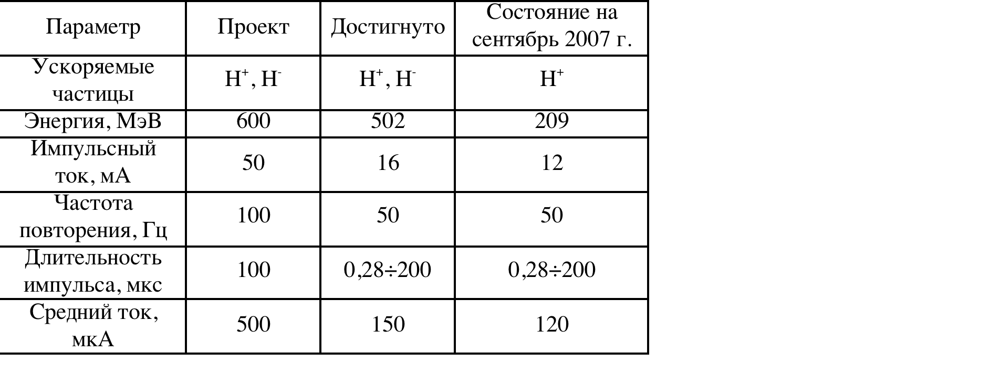 Параметр Проект Достигнуто Состояние на
сентябрь 2007 г.
Ускоряемые
частицы H⁺, H⁻ H⁺, H⁻ H⁺
Энергия, МэВ 600 502 209
Импульсный
ток, мА 50 16 12
Частота
повторения, Гц 100 50 50
Длительность
импульса, мкс 100 0,28÷200 0,28÷200
Средний ток,
мкА 500 150 120